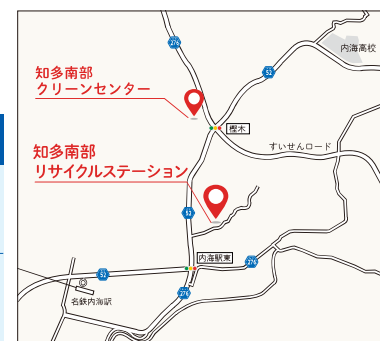 276
内海高校
52
知多南部
クリーンセンター
樫木
すいせんロード
知多南部
リサイクルステーション
52
内海駅東
276
52
名鉄内海駅
276